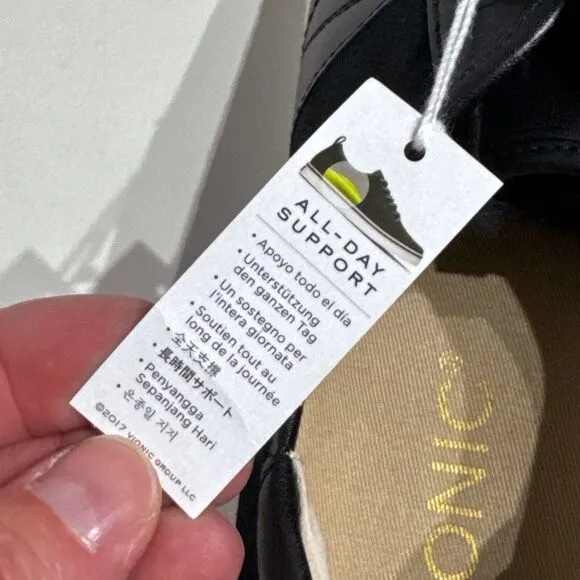 ALL-DAY
SUPPORT
• Apoyo todo el día
• Unterstützung
den ganzen Tag
• Un sostegno per
l'intera giornata
• Soutien tout au
long de la journée
• 全天支撐
• 長時間サポート
• Penyangga
Sepanjang Hari
• 온종일 지지
©2017 VIONIC GROUP LLC
ONIC®